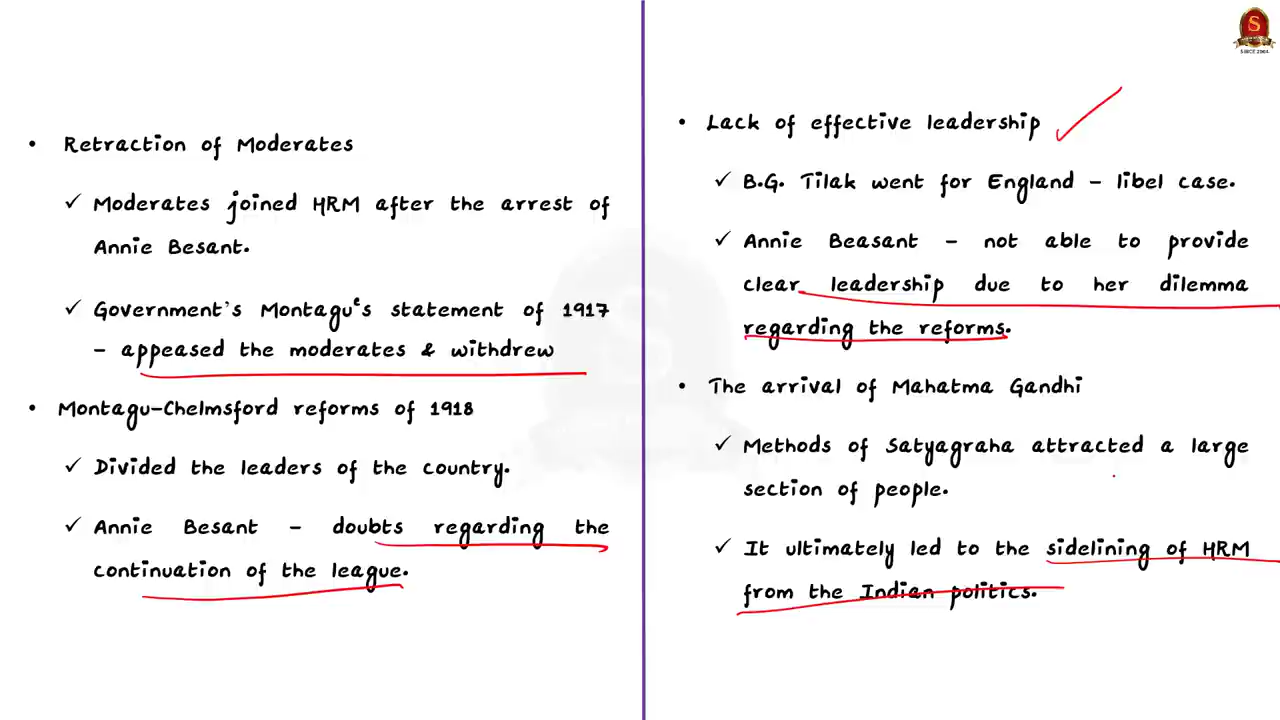 • Retraction of Moderates
✓ Moderates joined HRM after the arrest of
Annie Besant.
✓ Government's Montague's statement of 1917
– appeased the moderates & withdrew
• Montagu-Chelmsford reforms of 1918
✓ Divided the leaders of the country.
✓ Annie Besant – doubts regarding the
continuation of the league.
• Lack of effective leadership
✓ B.G. Tilak went for England – libel case.
✓ Annie Beasant – not able to provide
clear leadership due to her dilemma
regarding the reforms.
• The arrival of Mahatma Gandhi
✓ Methods of Satyagraha attracted a large
section of people.
✓ It ultimately led to the sidelining of HRM
from the Indian politics.
S